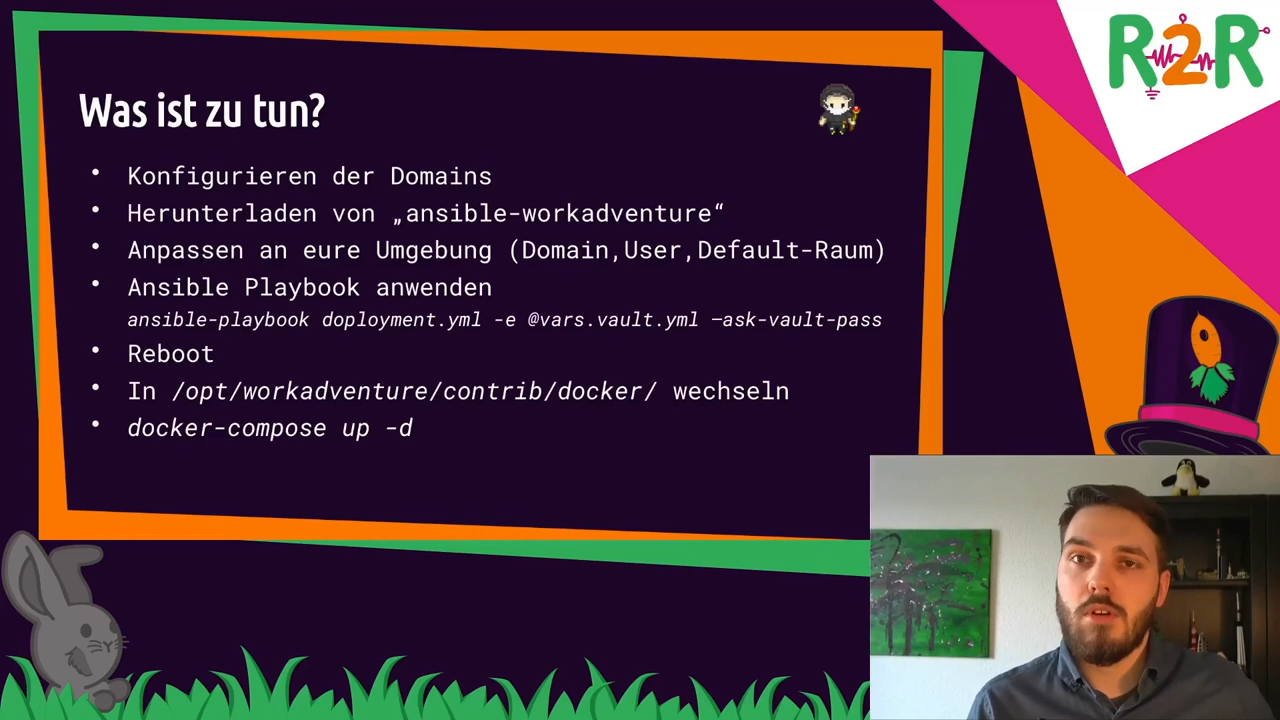 R2R
Was ist zu tun?
• Konfigurieren der Domains
• Herunterladen von „ansible-workadventure“
• Anpassen an eure Umgebung (Domain,User,Default-Raum)
• Ansible Playbook anwenden
ansible-playbook doployment.yml -e @vars.vault.yml –ask-vault-pass
• Reboot
• In /opt/workadventure/contrib/docker/ wechseln
• docker-compose up -d